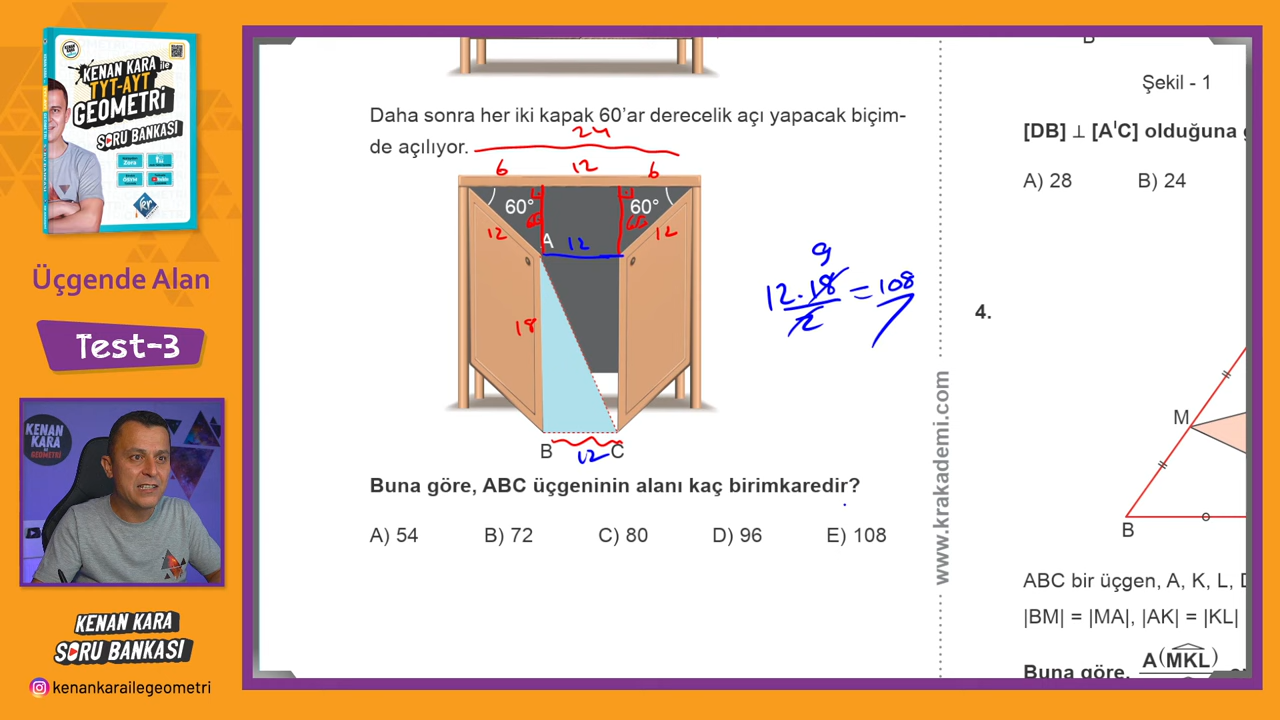 KENAN KARA ile
TYT-AYT
GEOMETRİ
SORU BANKASI
Üçgende Alan
Test-3
KENAN KARA
SORU BANKASI
kenankarailegeometri
Daha sonra her iki kapak 60'ar derecelik açı yapacak biçim-
de açılıyor.
24
6 12 6
60° 60°
12 12
A 12
18
B 12 C
9
12.18/2 = 108
Buna göre, ABC üçgeninin alanı kaç birimkaredir?
A) 54 B) 72 C) 80 D) 96 E) 108
www.krakademi.com
Şekil - 1
[DB] ⊥ [A'C] olduğuna g
A) 28 B) 24
4.
M
B
ABC bir üçgen, A, K, L, D
|BM| = |MA|, |AK| = |KL|
Buna göre, A(MKL)